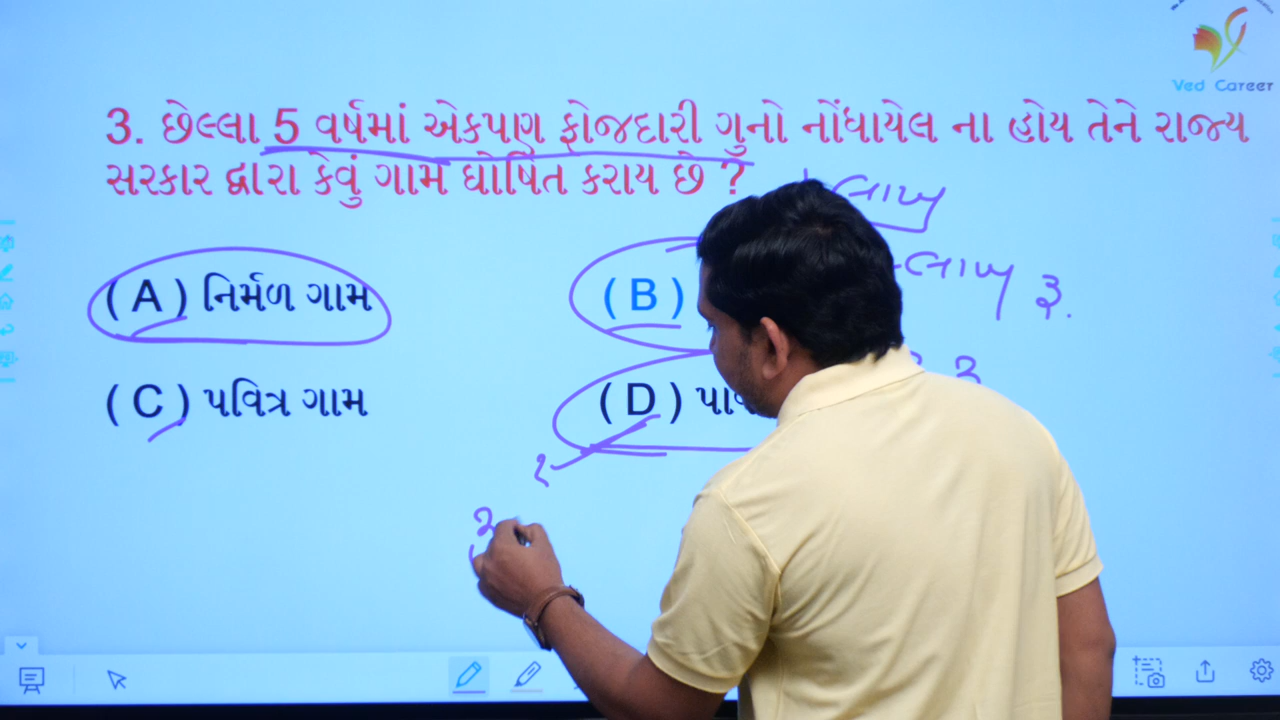 Ved Career
3. છેલ્લા 5 વર્ષમાં એકપણ ફોજદારી ગુનો નોંધાયેલ ના હોય તેને રાજ્ય
સરકાર દ્વારા કેવું ગામ ઘોષિત કરાય છે ?
લાખ
( A ) નિર્મળ ગામ
( B )
લાખ રૂ.
( C ) પવિત્ર ગામ
( D )